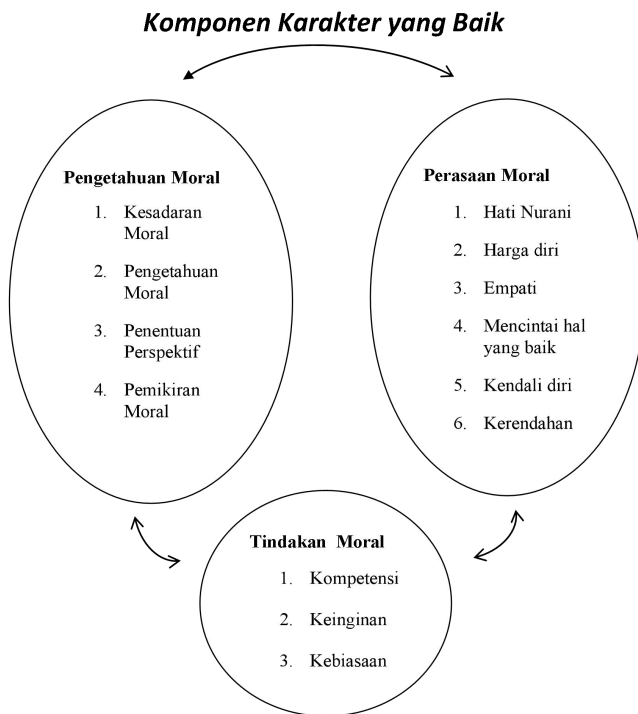 Komponen Karakter yang Baik
Pengetahuan Moral
1. Kesadaran
Moral
2. Pengetahuan
Moral
3. Penentuan
Perspektif
4. Pemikiran
Moral
Perasaan Moral
1. Hati Nurani
2. Harga diri
3. Empati
4. Mencintai hal
yang baik
5. Kendali diri
6. Kerendahan
Tindakan Moral
1. Kompetensi
2. Keinginan
3. Kebiasaan